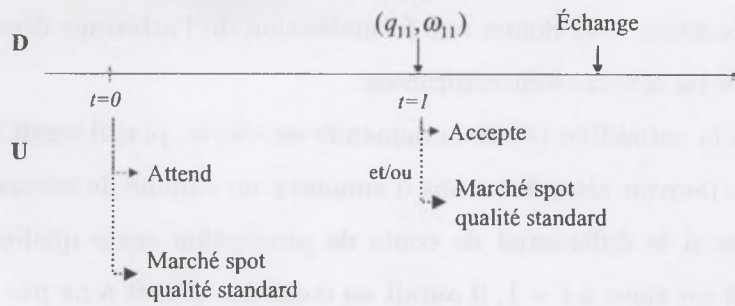 (q₁₁, ω₁₁) Échange
D
t=0 t=1
U
Attend
Accepte
et/ou
Marché spot
qualité standard
Marché spot
qualité standard